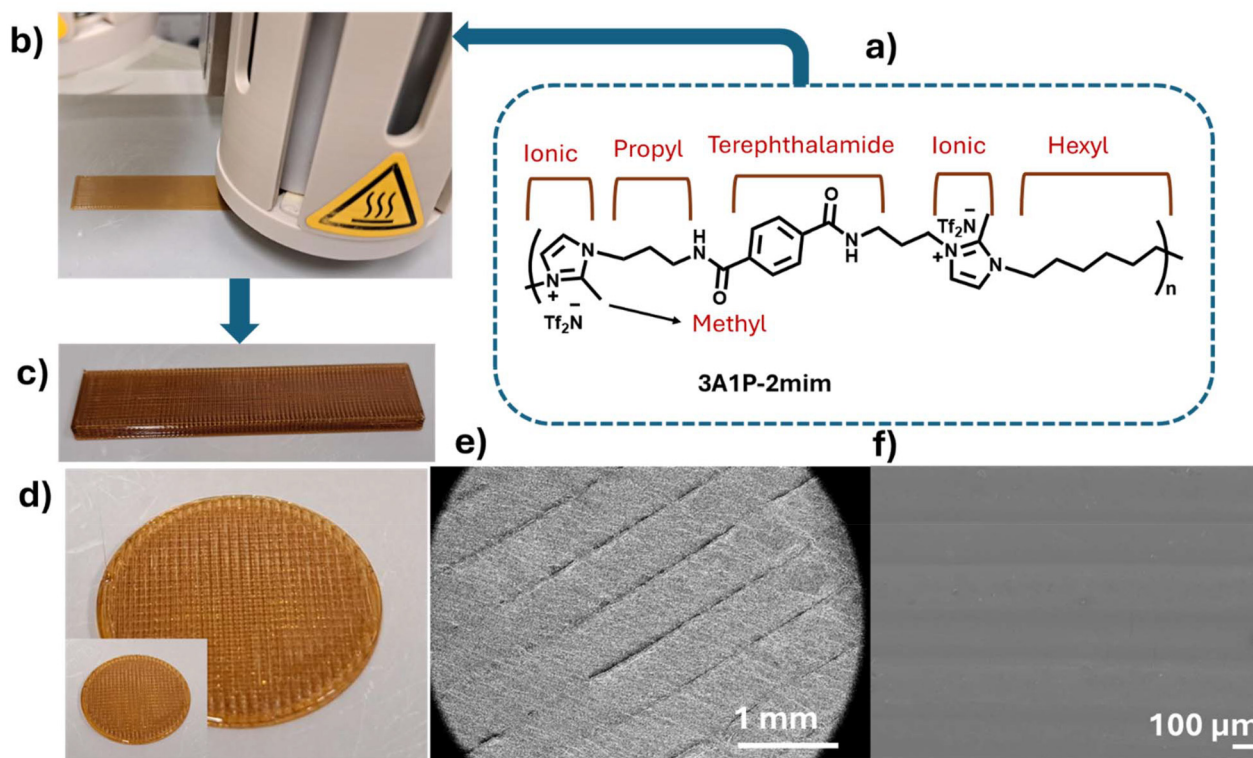 b)
a)
Ionic Propyl Terephthalamide Ionic Hexyl
O
Tf₂N⁻
H
N
N
N
H
N
+
N
N
+
O
n
Tf₂N⁻
Methyl
3A1P-2mim
c)
d)
e)
f)
1 mm
100 µm